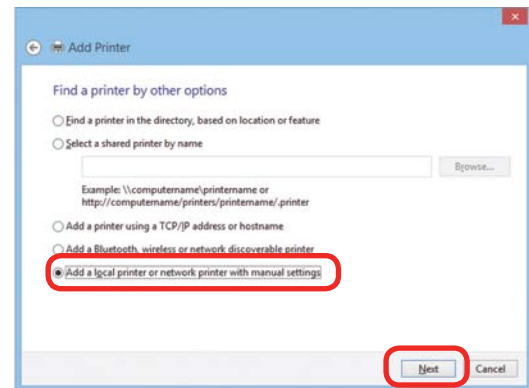 Add Printer
Find a printer by other options
Find a printer in the directory, based on location or feature
Select a shared printer by name
Browse...
Example: \\computername\printername or
http://computername/printers/printername/.printer
Add a printer using a TCP/IP address or hostname
Add a Bluetooth, wireless or network discoverable printer
Add a local printer or network printer with manual settings
Next
Cancel